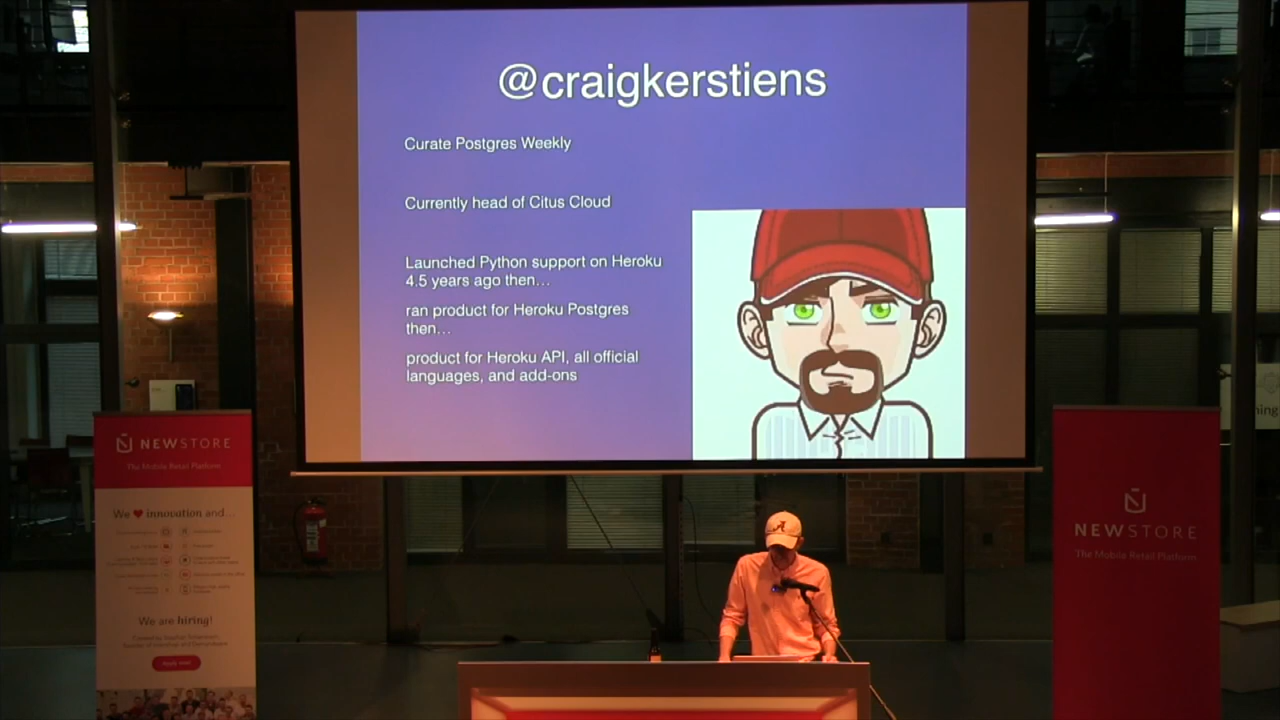 @craigkerstiens
Curate Postgres Weekly
Currently head of Citus Cloud
Launched Python support on Heroku
4.5 years ago then…
ran product for Heroku Postgres
then…
product for Heroku API, all official
languages, and add-ons
NEWSTORE
The Mobile Retail Platform
We ♥ innovation and...
We are hiring!
Apply now!
A
NEWSTORE
The Mobile Retail Platform